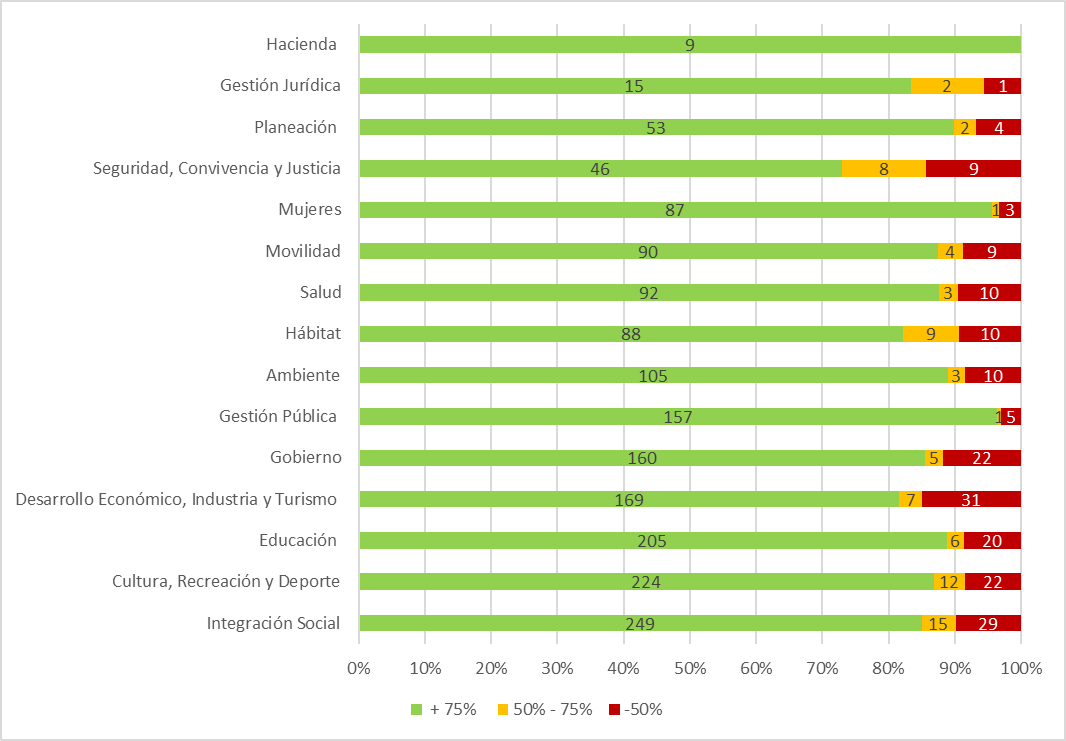 Hacienda 9
Gestión Jurídica 15 2 1
Planeación 53 2 4
Seguridad, Convivencia y Justicia 46 8 9
Mujeres 87 1 3
Movilidad 90 4 9
Salud 92 3 10
Hábitat 88 9 10
Ambiente 105 3 10
Gestión Pública 157 1 5
Gobierno 160 5 22
Desarrollo Económico, Industria y Turismo 169 7 31
Educación 205 6 20
Cultura, Recreación y Deporte 224 12 22
Integración Social 249 15 29
0% 10% 20% 30% 40% 50% 60% 70% 80% 90% 100%
+ 75% 50% - 75% -50%